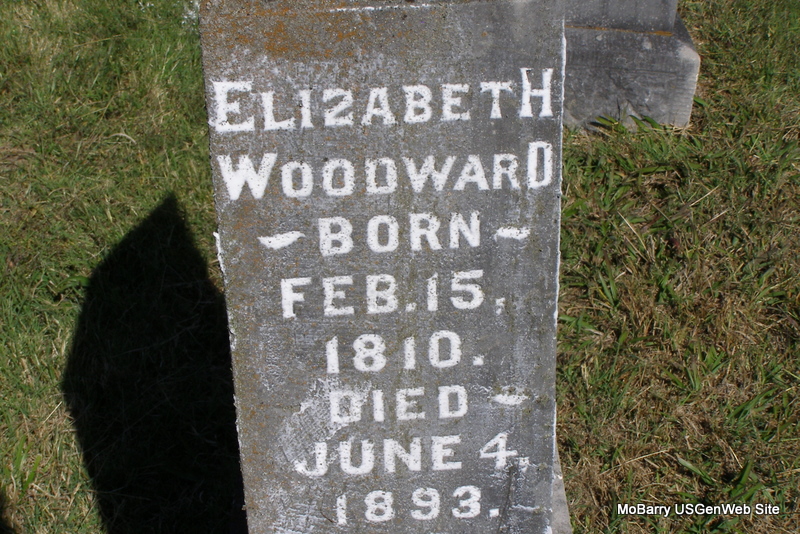 ELIZABETH
WOODWARD
~ BORN ~
FEB. 15,
1810.
DIED ~
JUNE 4,
1893.
MoBarry USGenWeb Site